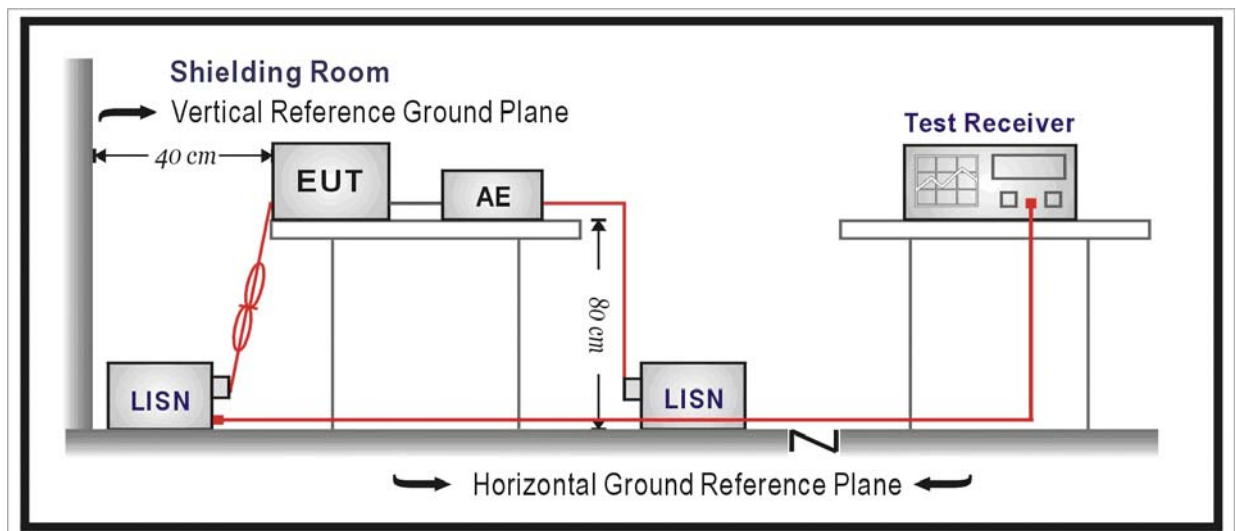 Shielding Room
Vertical Reference Ground Plane
40 cm
EUT
AE
Test Receiver
80 cm
LISN
LISN
Horizontal Ground Reference Plane